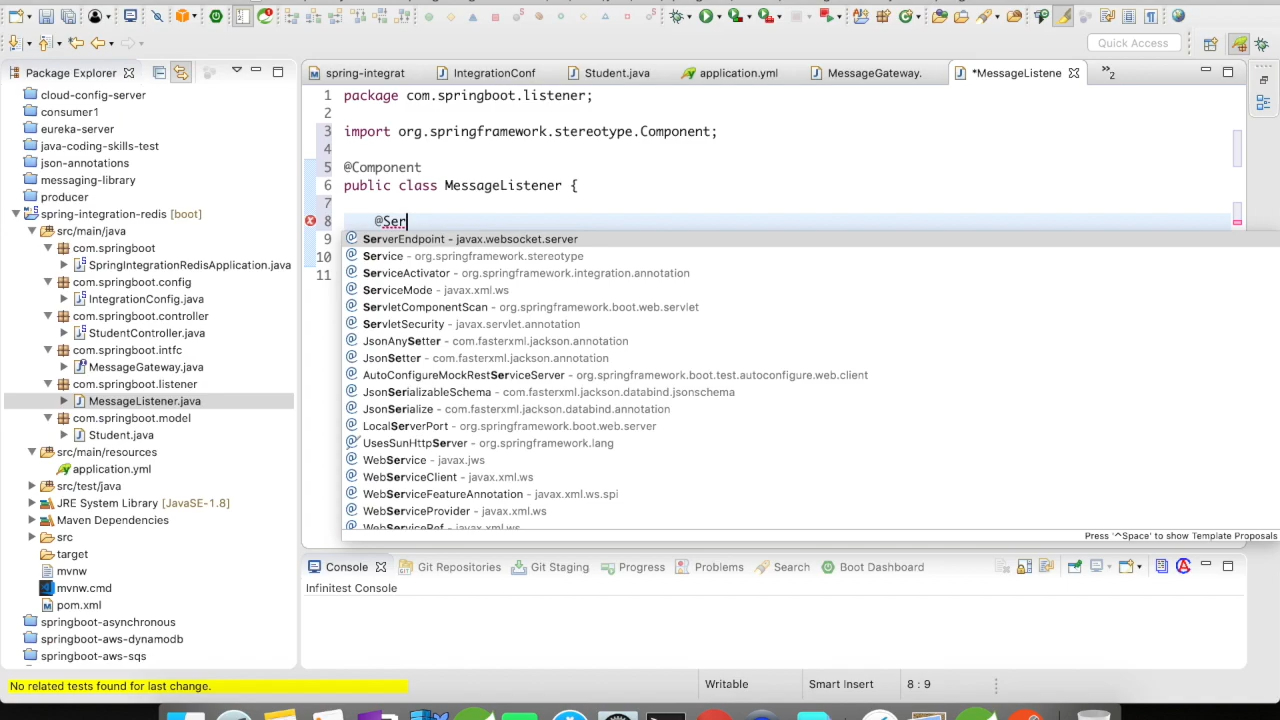 Quick Access
Package Explorer
spring-integrat
IntegrationConf
Student.java
application.yml
MessageGateway.
*MessageListene
»2
cloud-config-server
consumer1
eureka-server
java-coding-skills-test
json-annotations
messaging-library
producer
spring-integration-redis [boot]
src/main/java
com.springboot
SpringIntegrationRedisApplication.java
com.springboot.config
IntegrationConfig.java
com.springboot.controller
StudentController.java
com.springboot.intfc
MessageGateway.java
com.springboot.listener
MessageListener.java
com.springboot.model
Student.java
src/main/resources
application.yml
src/test/java
JRE System Library [JavaSE-1.8]
Maven Dependencies
src
target
mvnw
mvnw.cmd
pom.xml
springboot-asynchronous
springboot-aws-dynamodb
springboot-aws-sqs
1 package com.springboot.listener;
2
3 import org.springframework.stereotype.Component;
4
5 @Component
6 public class MessageListener {
7
8 @Ser
9
10
11
ServerEndpoint - javax.websocket.server
Service - org.springframework.stereotype
ServiceActivator - org.springframework.integration.annotation
ServiceMode - javax.xml.ws
ServletComponentScan - org.springframework.boot.web.servlet
ServletSecurity - javax.servlet.annotation
JsonAnySetter - com.fasterxml.jackson.annotation
JsonSetter - com.fasterxml.jackson.annotation
AutoConfigureMockRestServiceServer - org.springframework.boot.test.autoconfigure.web.client
JsonSerializableSchema - com.fasterxml.jackson.databind.jsonschema
JsonSerialize - com.fasterxml.jackson.databind.annotation
LocalServerPort - org.springframework.boot.web.server
UsesSunHttpServer - org.springframework.lang
WebService - javax.jws
WebServiceClient - javax.xml.ws
WebServiceFeatureAnnotation - javax.xml.ws.spi
WebServiceProvider - javax.xml.ws
WebServiceRef - javax.xml.ws
Press '^Space' to show Template Proposals
Console
Git Repositories
Git Staging
Progress
Problems
Search
Boot Dashboard
Infinitest Console
No related tests found for last change.
Writable
Smart Insert
8 : 9